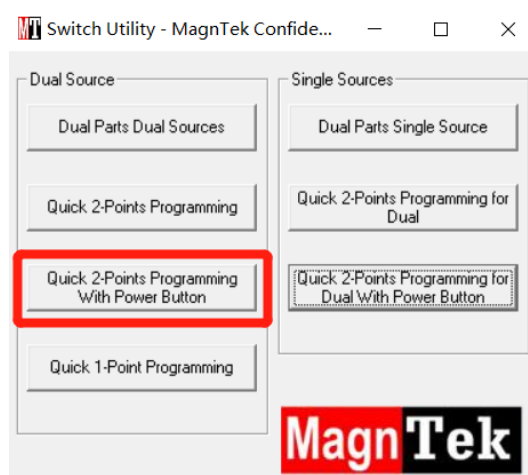 MT Switch Utility - MagnTek Confide...
Dual Source
Dual Parts Dual Sources
Quick 2-Points Programming
Quick 2-Points Programming
With Power Button
Quick 1-Point Programming
Single Sources
Dual Parts Single Source
Quick 2-Points Programming for
Dual
Quick 2-Points Programming for
Dual With Power Button
MagnTek